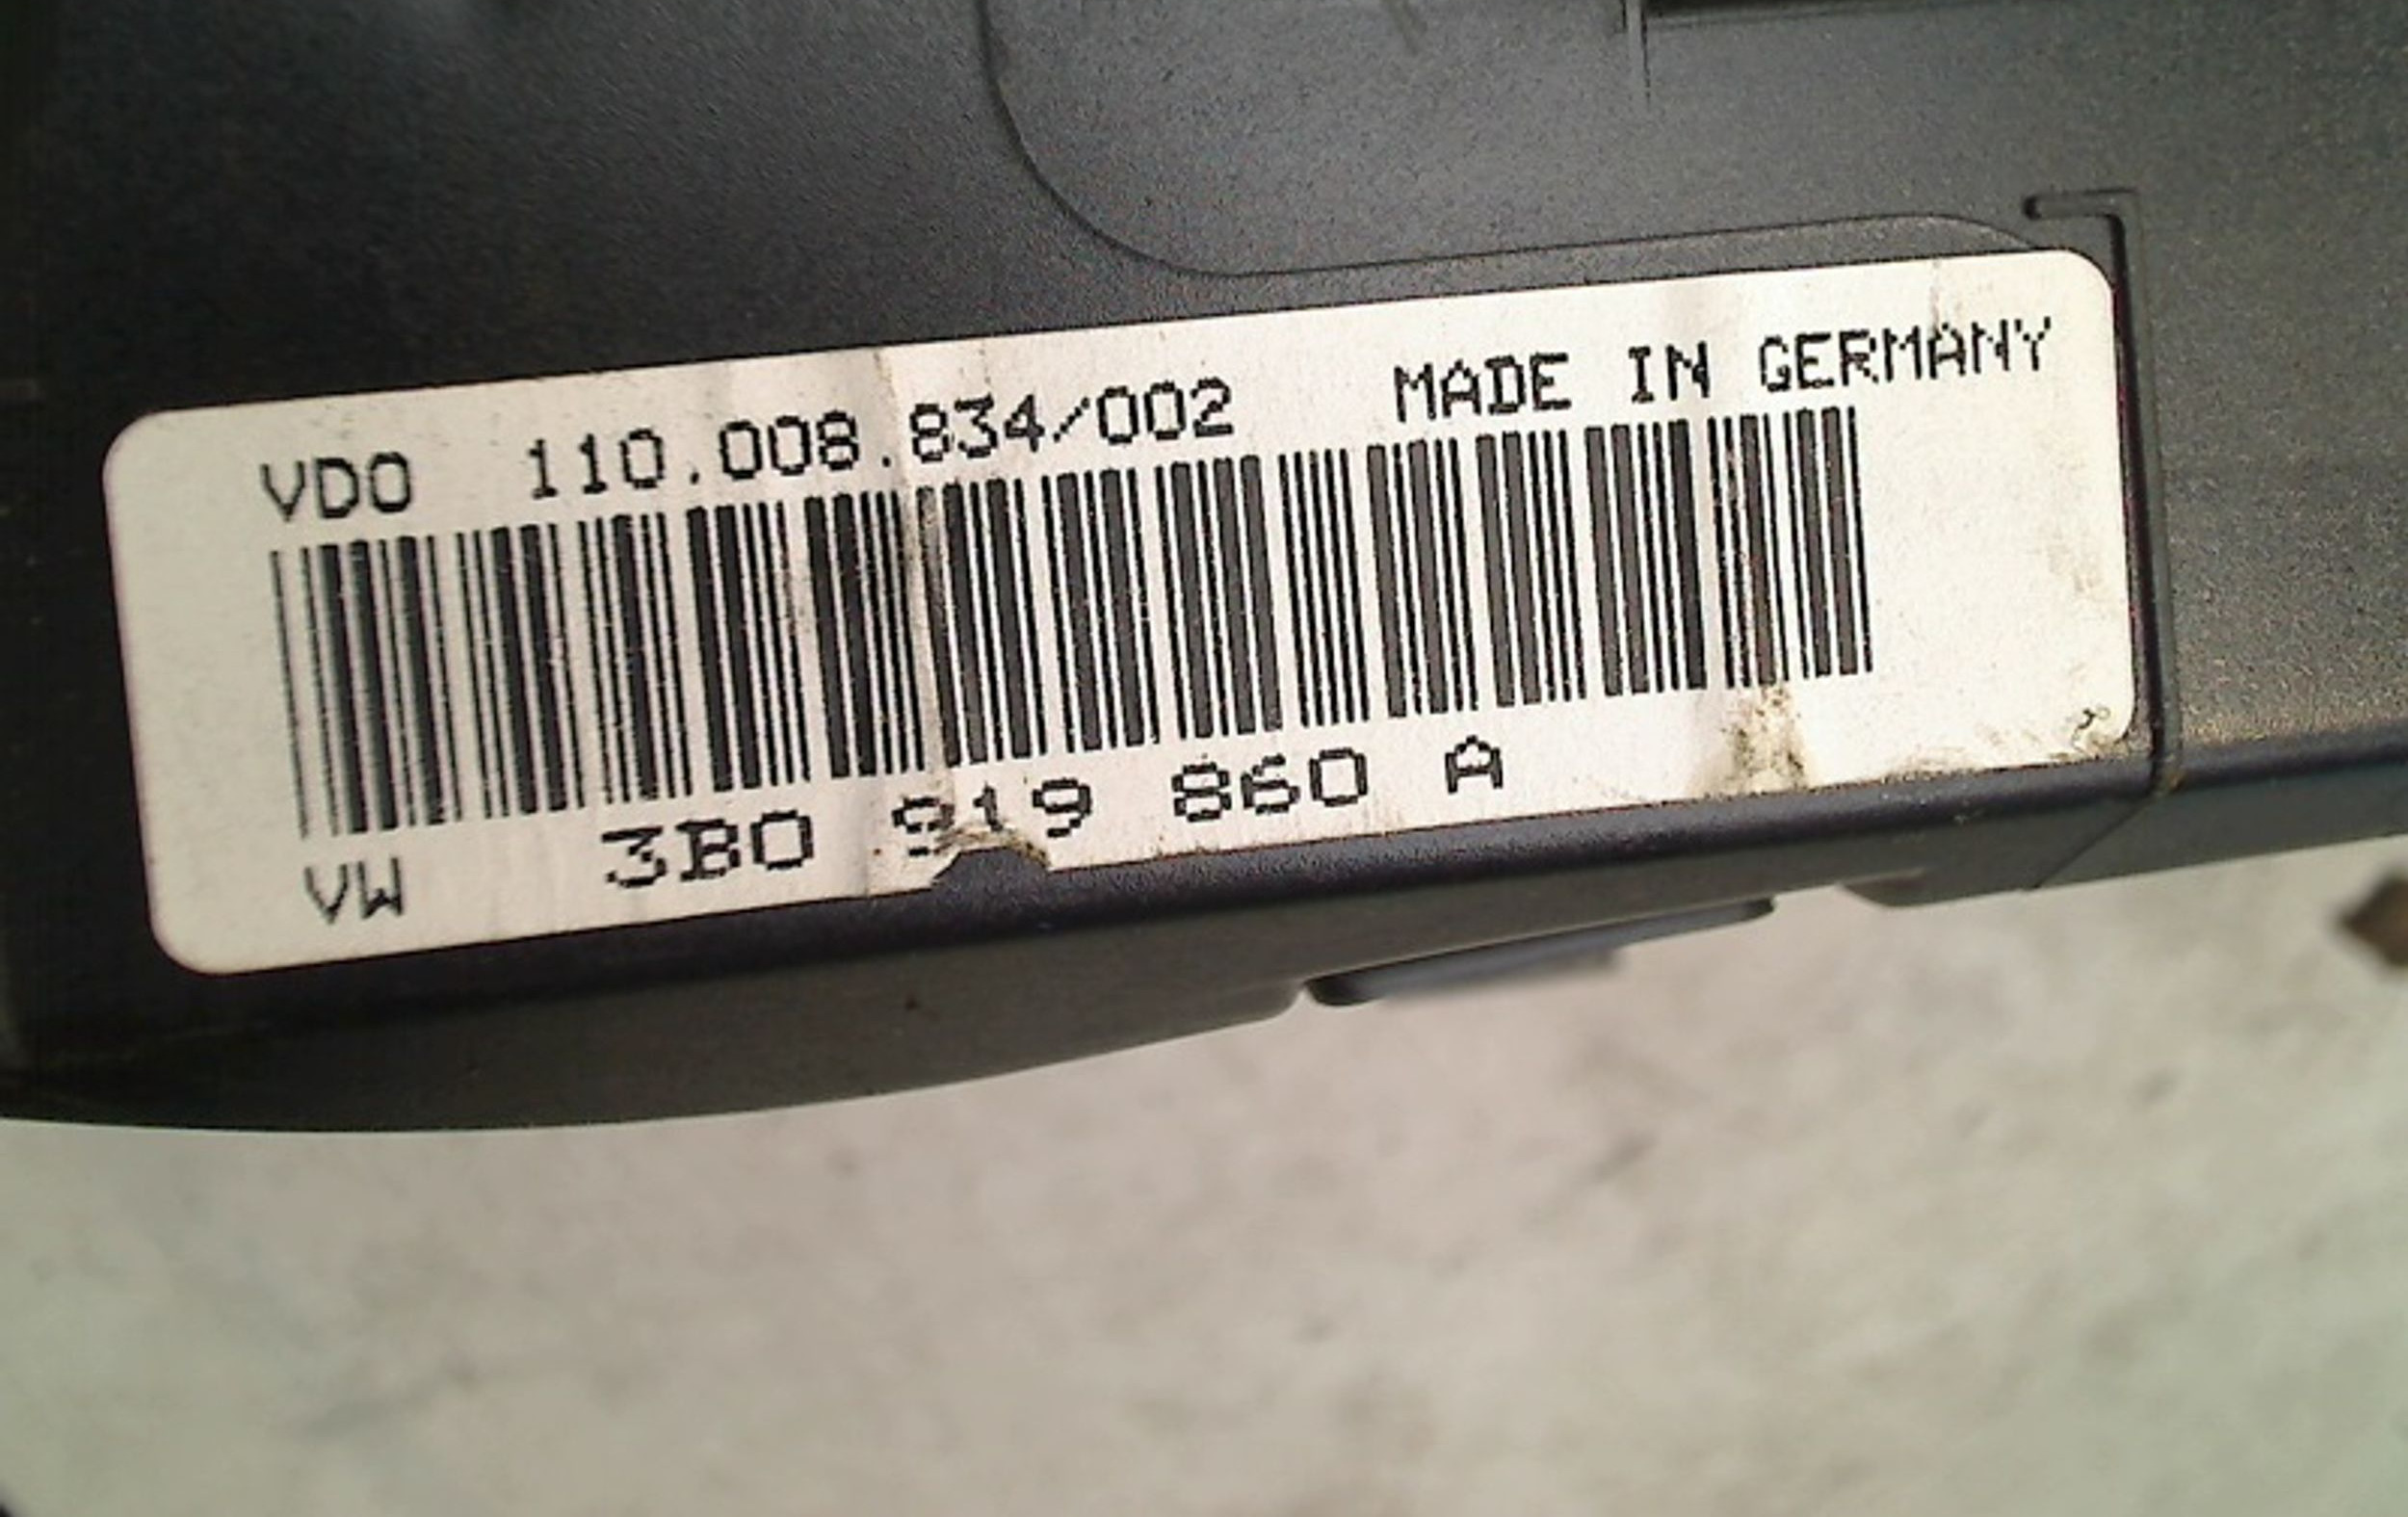 VDO 110.008.834/002 MADE IN GERMANY
VW 3B0 919 860 A